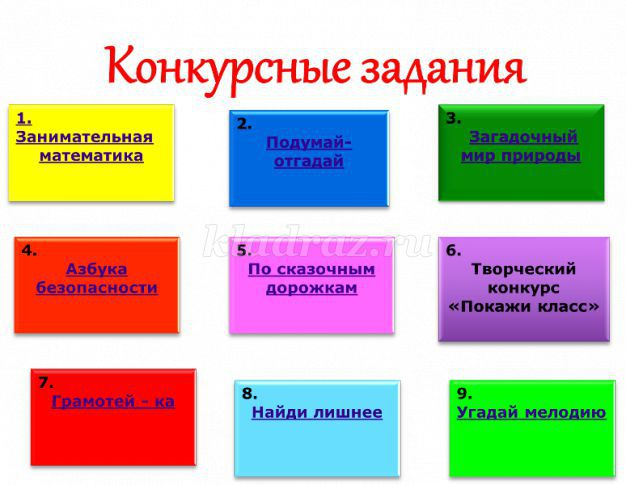 Конкурсные задания
1.
Занимательная
математика
2.
Подумай-
отгадай
3.
Загадочный
мир природы
4.
Азбука
безопасности
5.
По сказочным
дорожкам
6.
Творческий
конкурс
«Покажи класс»
7.
Грамотей - ка
8.
Найди лишнее
9.
Угадай мелодию
kladraz.ru